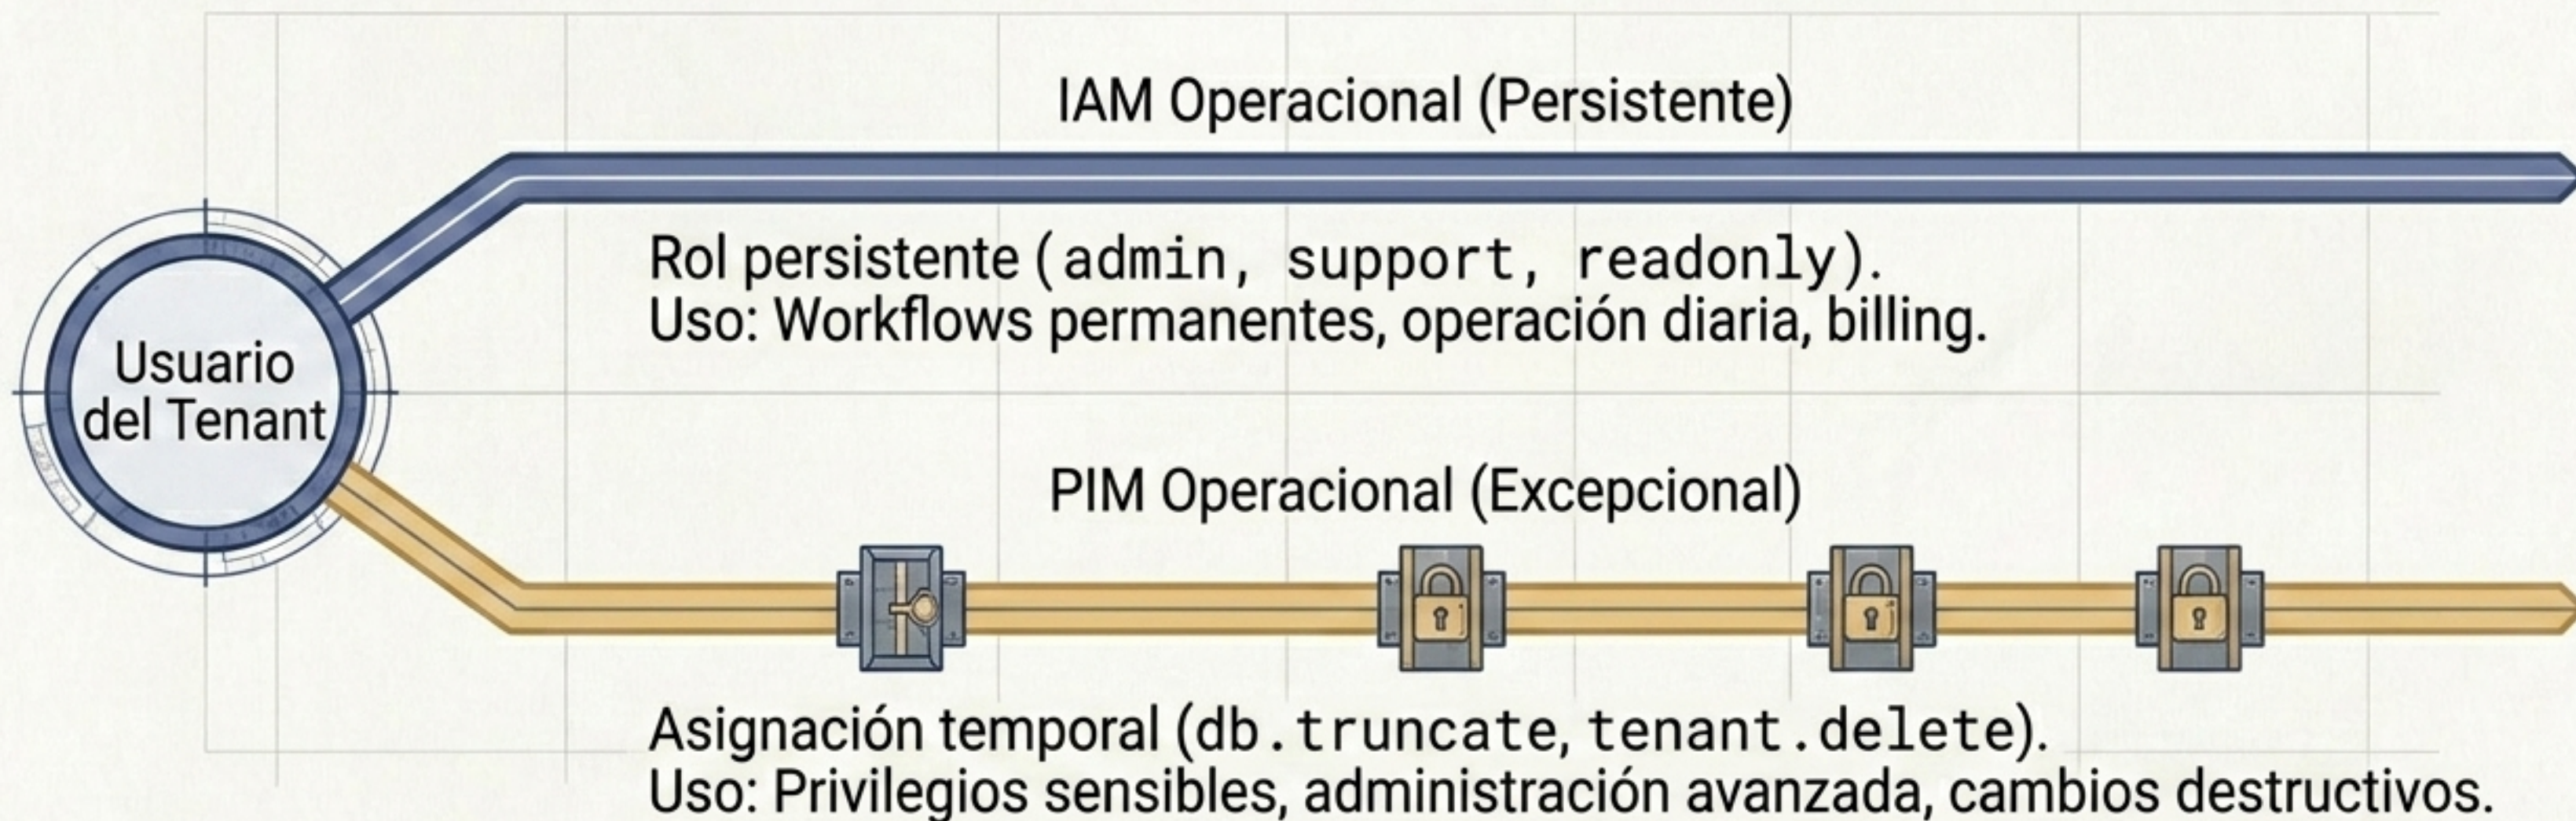 IAM Operacional (Persistente)
Rol persistente (admin, support, readonly).
Uso: Workflows permanentes, operación diaria, billing.
Usuario
del Tenant
PIM Operacional (Excepcional)
Asignación temporal (db.truncate, tenant.delete).
Uso: Privilegios sensibles, administración avanzada, cambios destructivos.